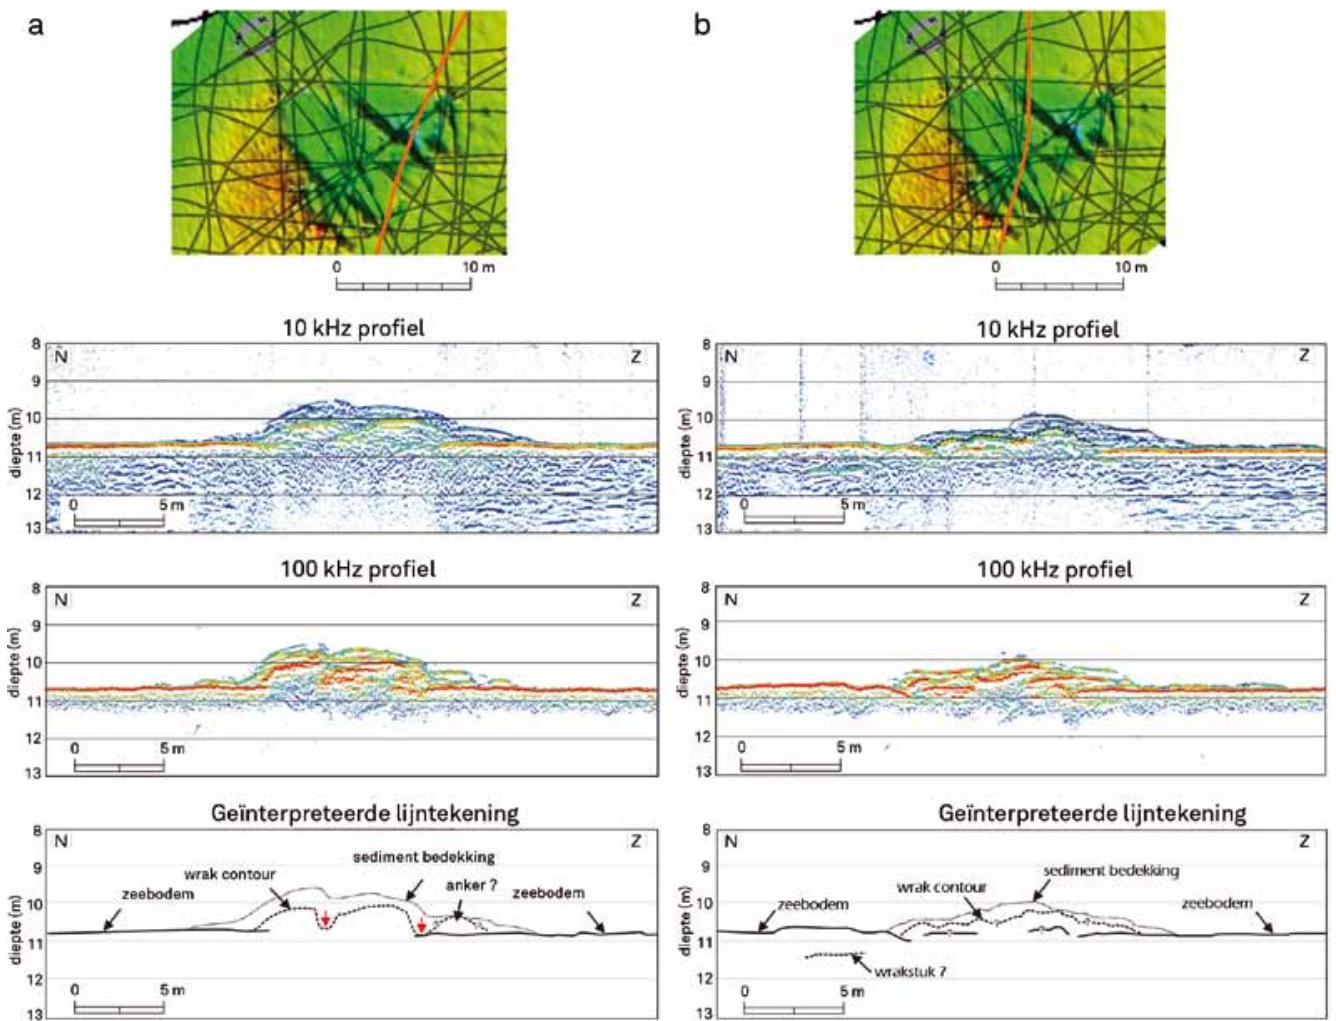 a
b
0 10 m
0 10 m
10 kHz profiel
10 kHz profiel
N Z
N Z
diepte (m)
8
9
10
11
12
13
0 5 m
diepte (m)
8
9
10
11
12
13
0 5 m
100 kHz profiel
100 kHz profiel
N Z
N Z
diepte (m)
8
9
10
11
12
13
0 5 m
diepte (m)
8
9
10
11
12
13
0 5 m
Geïnterpreteerde lijntekening
Geïnterpreteerde lijntekening
N Z
diepte (m)
8
9
10
11
12
13
sediment bedekking
wrak contour
anker ?
zeebodem
zeebodem
0 5 m
N Z
diepte (m)
8
9
10
11
12
13
sediment bedekking
wrak contour
zeebodem
zeebodem
wrakstuk ?
0 5 m